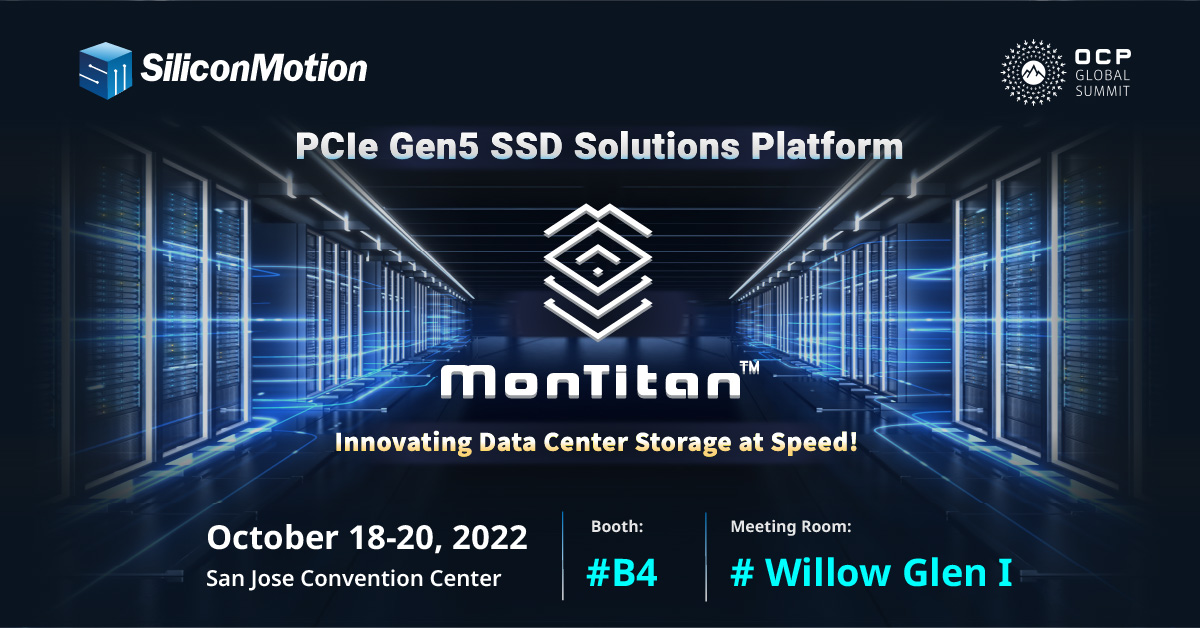 SiliconMotion
OCP
GLOBAL
SUMMIT
PCIe Gen5 SSD Solutions Platform
MonTitan™
Innovating Data Center Storage at Speed!
October 18-20, 2022
San Jose Convention Center
Booth:
#B4
Meeting Room:
# Willow Glen I